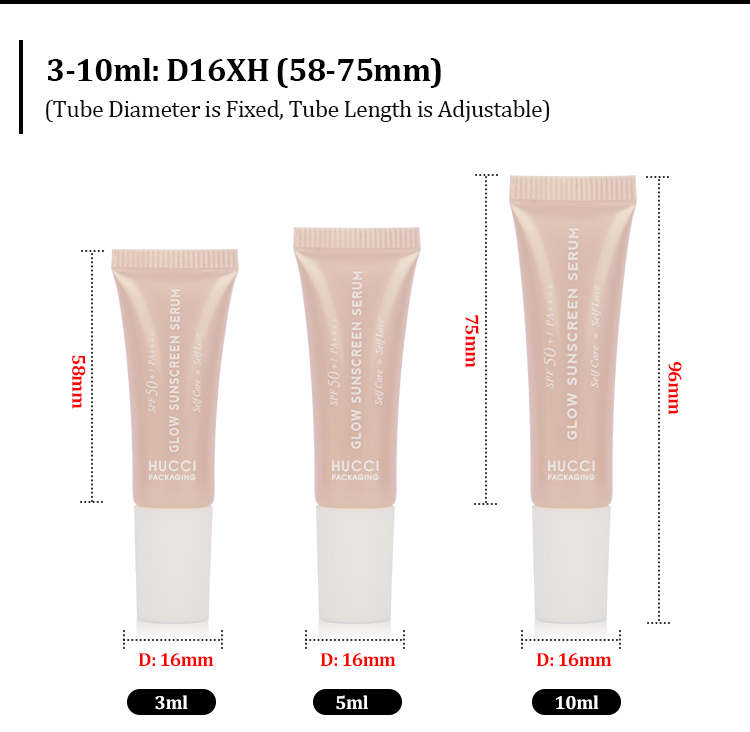 3-10ml: D16XH (58-75mm)
(Tube Diameter is Fixed, Tube Length is Adjustable)
58mm
SPF 50+/ PA++++
GLOW SUNSCREEN SERUM
Self Care = Self Love
HUCCI
PACKAGING
SPF 50+/ PA++++
GLOW SUNSCREEN SERUM
Self Care = Self Love
HUCCI
PACKAGING
75mm
SPF 50+/ PA++++
GLOW SUNSCREEN SERUM
Self Care = Self Love
HUCCI
PACKAGING
96mm
D: 16mm
D: 16mm
D: 16mm
3ml
5ml
10ml